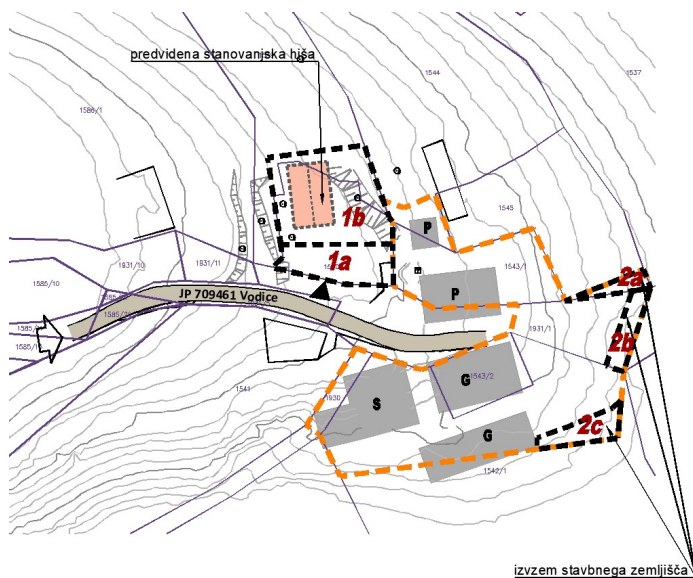 predvidena stanovanjska hiša
1544
1537
1586/1
1545
1b
P
1a
1543/1
2a
1931/10
1931/11
1585/10
P
JP 709461 Vodice
1931/1
2b
1541
1930
S
G
1543/2
G
2c
1542/1
izvzem stavbnega zemljišča